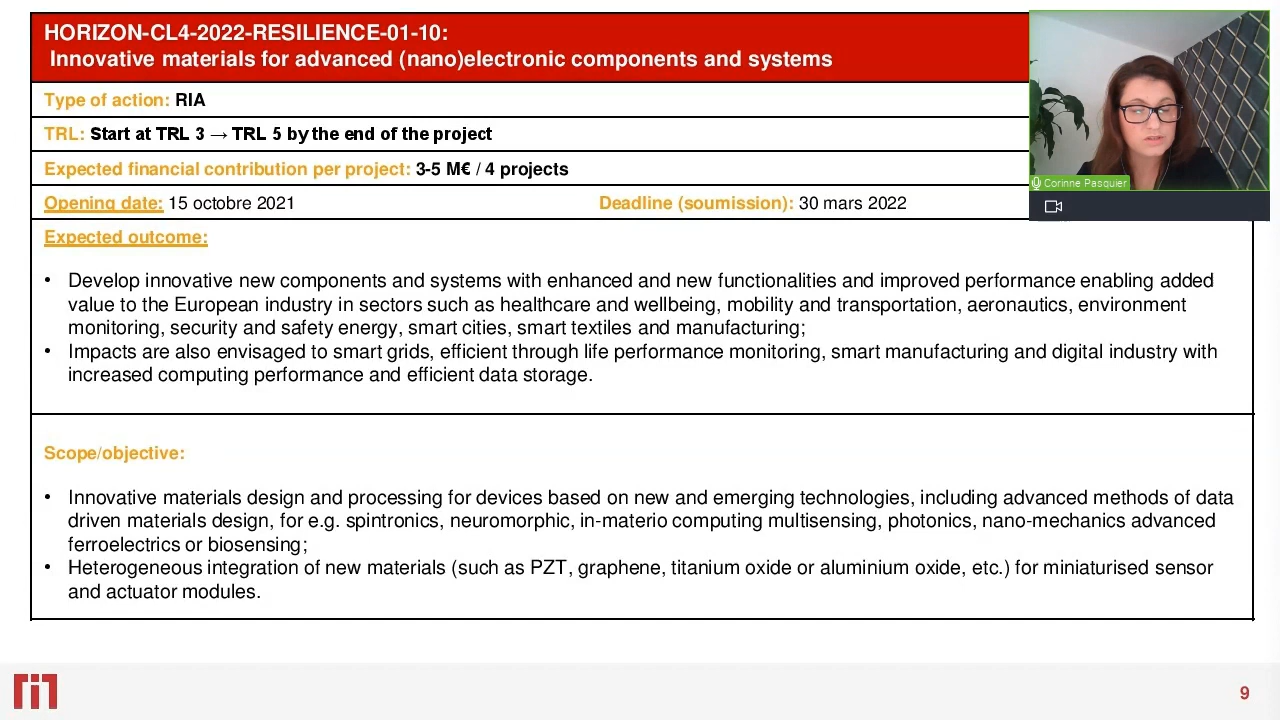 HORIZON-CL4-2022-RESILIENCE-01-10:
Innovative materials for advanced (nano)electronic components and systems
Type of action: RIA
TRL: Start at TRL 3 → TRL 5 by the end of the project
Expected financial contribution per project: 3-5 M€ / 4 projects
Opening date: 15 octobre 2021 Deadline (soumission): 30 mars 2022
Corinne Pasquier
Expected outcome:
• Develop innovative new components and systems with enhanced and new functionalities and improved performance enabling added
value to the European industry in sectors such as healthcare and wellbeing, mobility and transportation, aeronautics, environment
monitoring, security and safety energy, smart cities, smart textiles and manufacturing;
• Impacts are also envisaged to smart grids, efficient through life performance monitoring, smart manufacturing and digital industry with
increased computing performance and efficient data storage.
Scope/objective:
• Innovative materials design and processing for devices based on new and emerging technologies, including advanced methods of data
driven materials design, for e.g. spintronics, neuromorphic, in-materio computing multisensing, photonics, nano-mechanics advanced
ferroelectrics or biosensing;
• Heterogeneous integration of new materials (such as PZT, graphene, titanium oxide or aluminium oxide, etc.) for miniaturised sensor
and actuator modules.
9